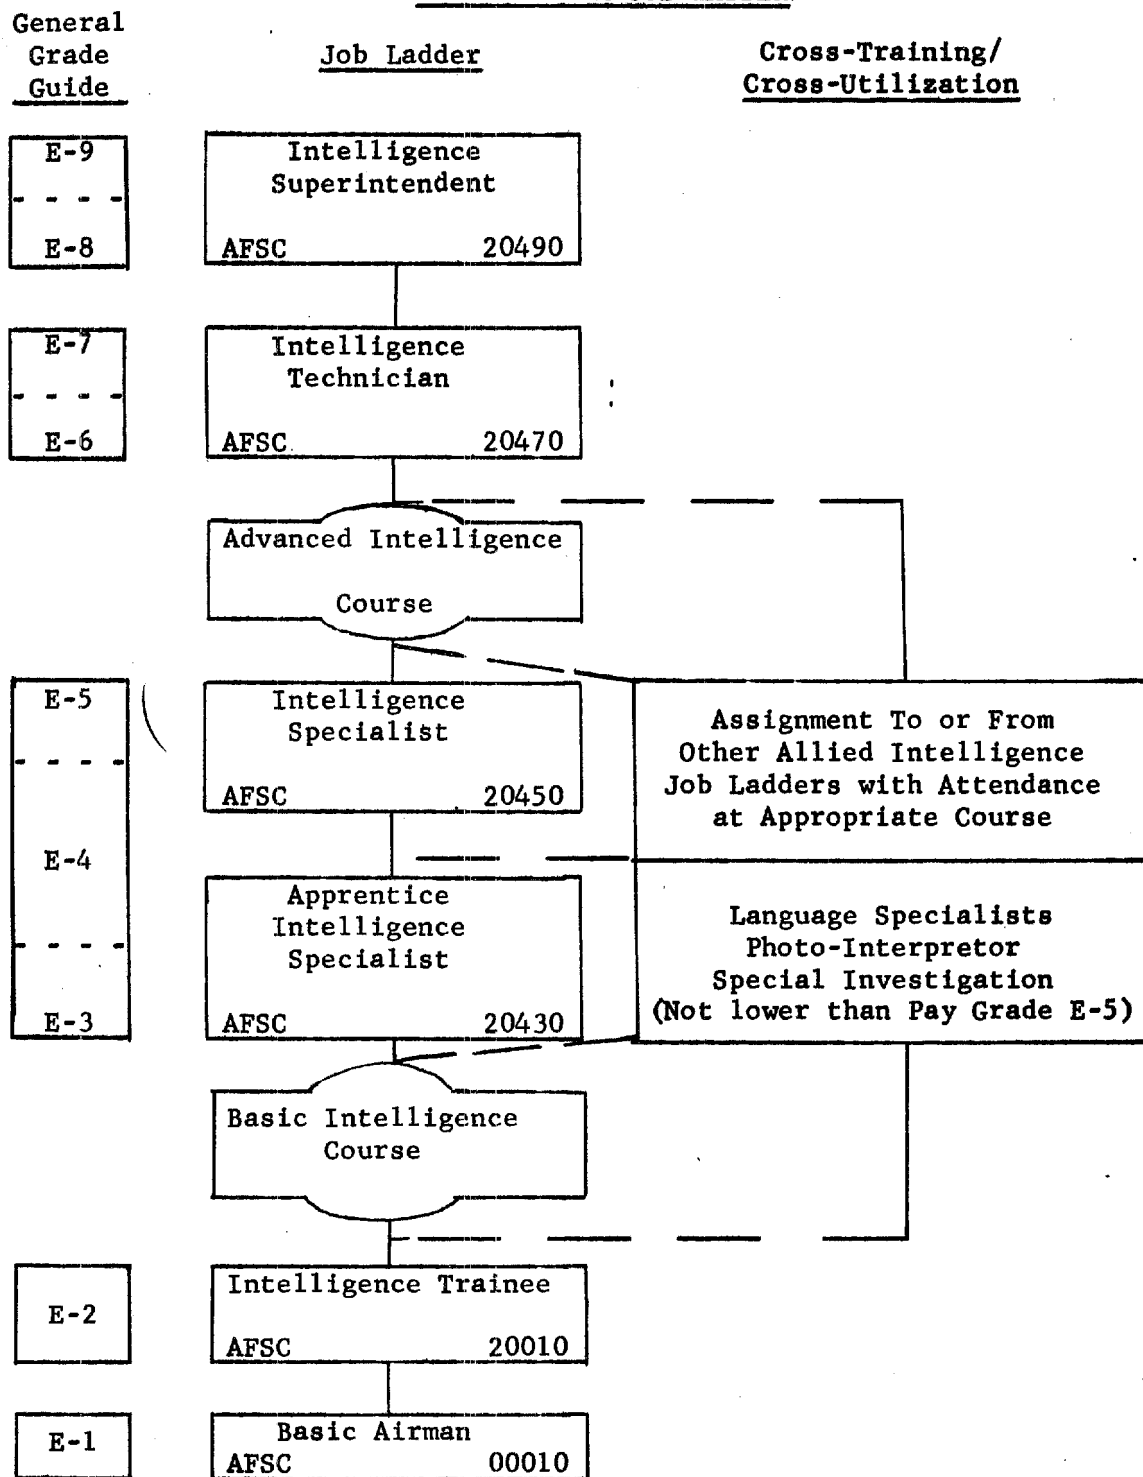 General
Grade
Guide
Job Ladder
Cross-Training/
Cross-Utilization
E-9
E-8
Intelligence
Superintendent
AFSC 20490
E-7
E-6
Intelligence
Technician
AFSC 20470
Advanced Intelligence
Course
E-5
E-4
E-3
Intelligence
Specialist
AFSC 20450
Apprentice
Intelligence
Specialist
AFSC 20430
Assignment To or From
Other Allied Intelligence
Job Ladders with Attendance
at Appropriate Course
Language Specialists
Photo-Interpretor
Special Investigation
(Not lower than Pay Grade E-5)
Basic Intelligence
Course
E-2
Intelligence Trainee
AFSC 20010
E-1
Basic Airman
AFSC 00010